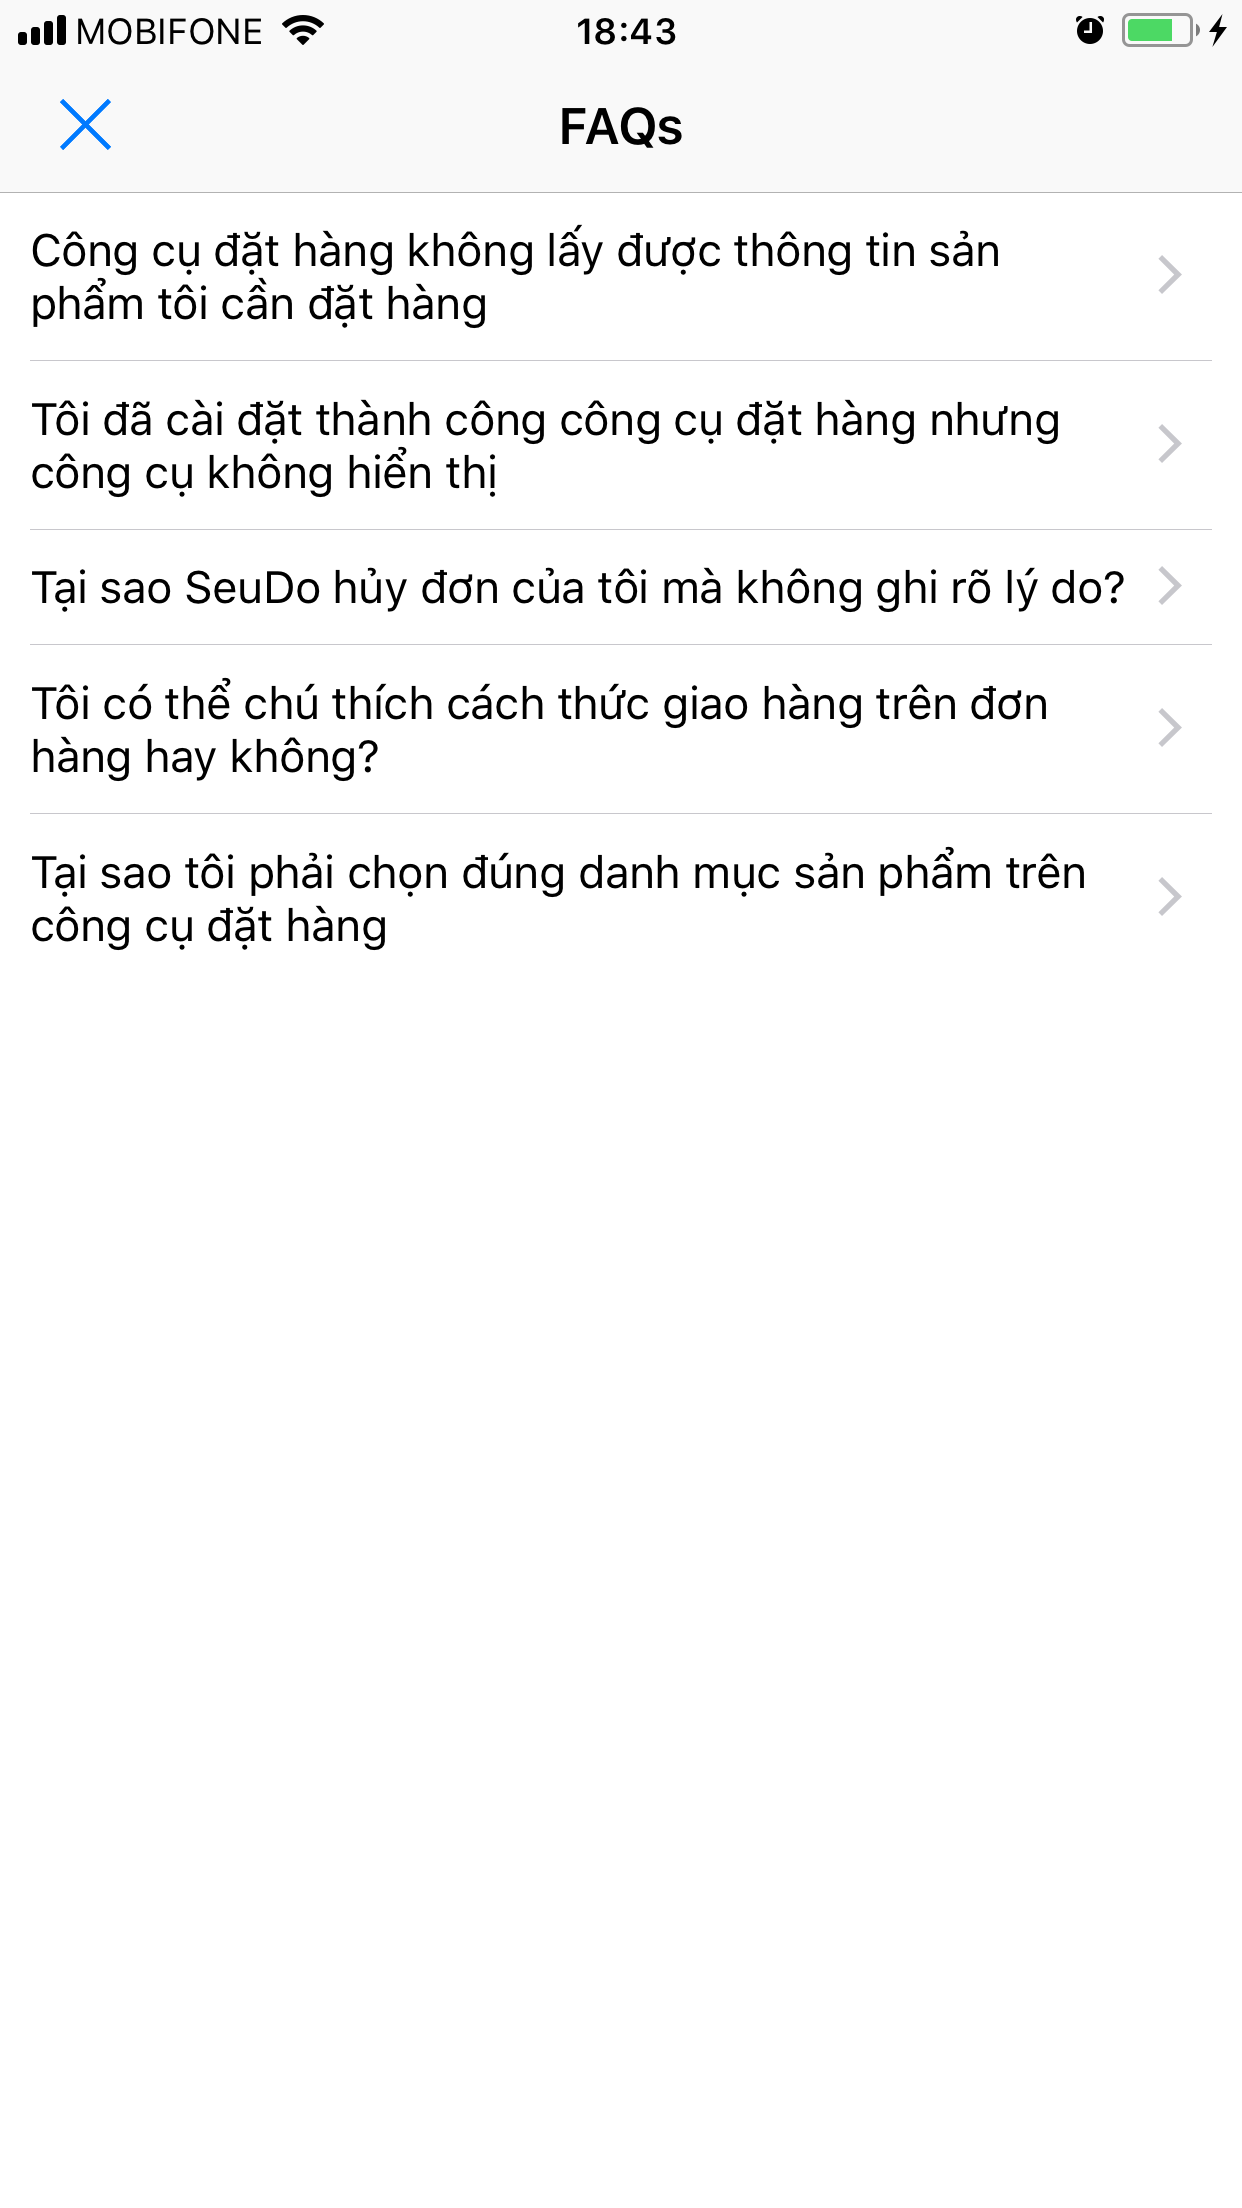 MOBIFONE 18:43
FAQs
Công cụ đặt hàng không lấy được thông tin sản
phẩm tôi cần đặt hàng
Tôi đã cài đặt thành công công cụ đặt hàng nhưng
công cụ không hiển thị
Tại sao SeuDo hủy đơn của tôi mà không ghi rõ lý do?
Tôi có thể chú thích cách thức giao hàng trên đơn
hàng hay không?
Tại sao tôi phải chọn đúng danh mục sản phẩm trên
công cụ đặt hàng